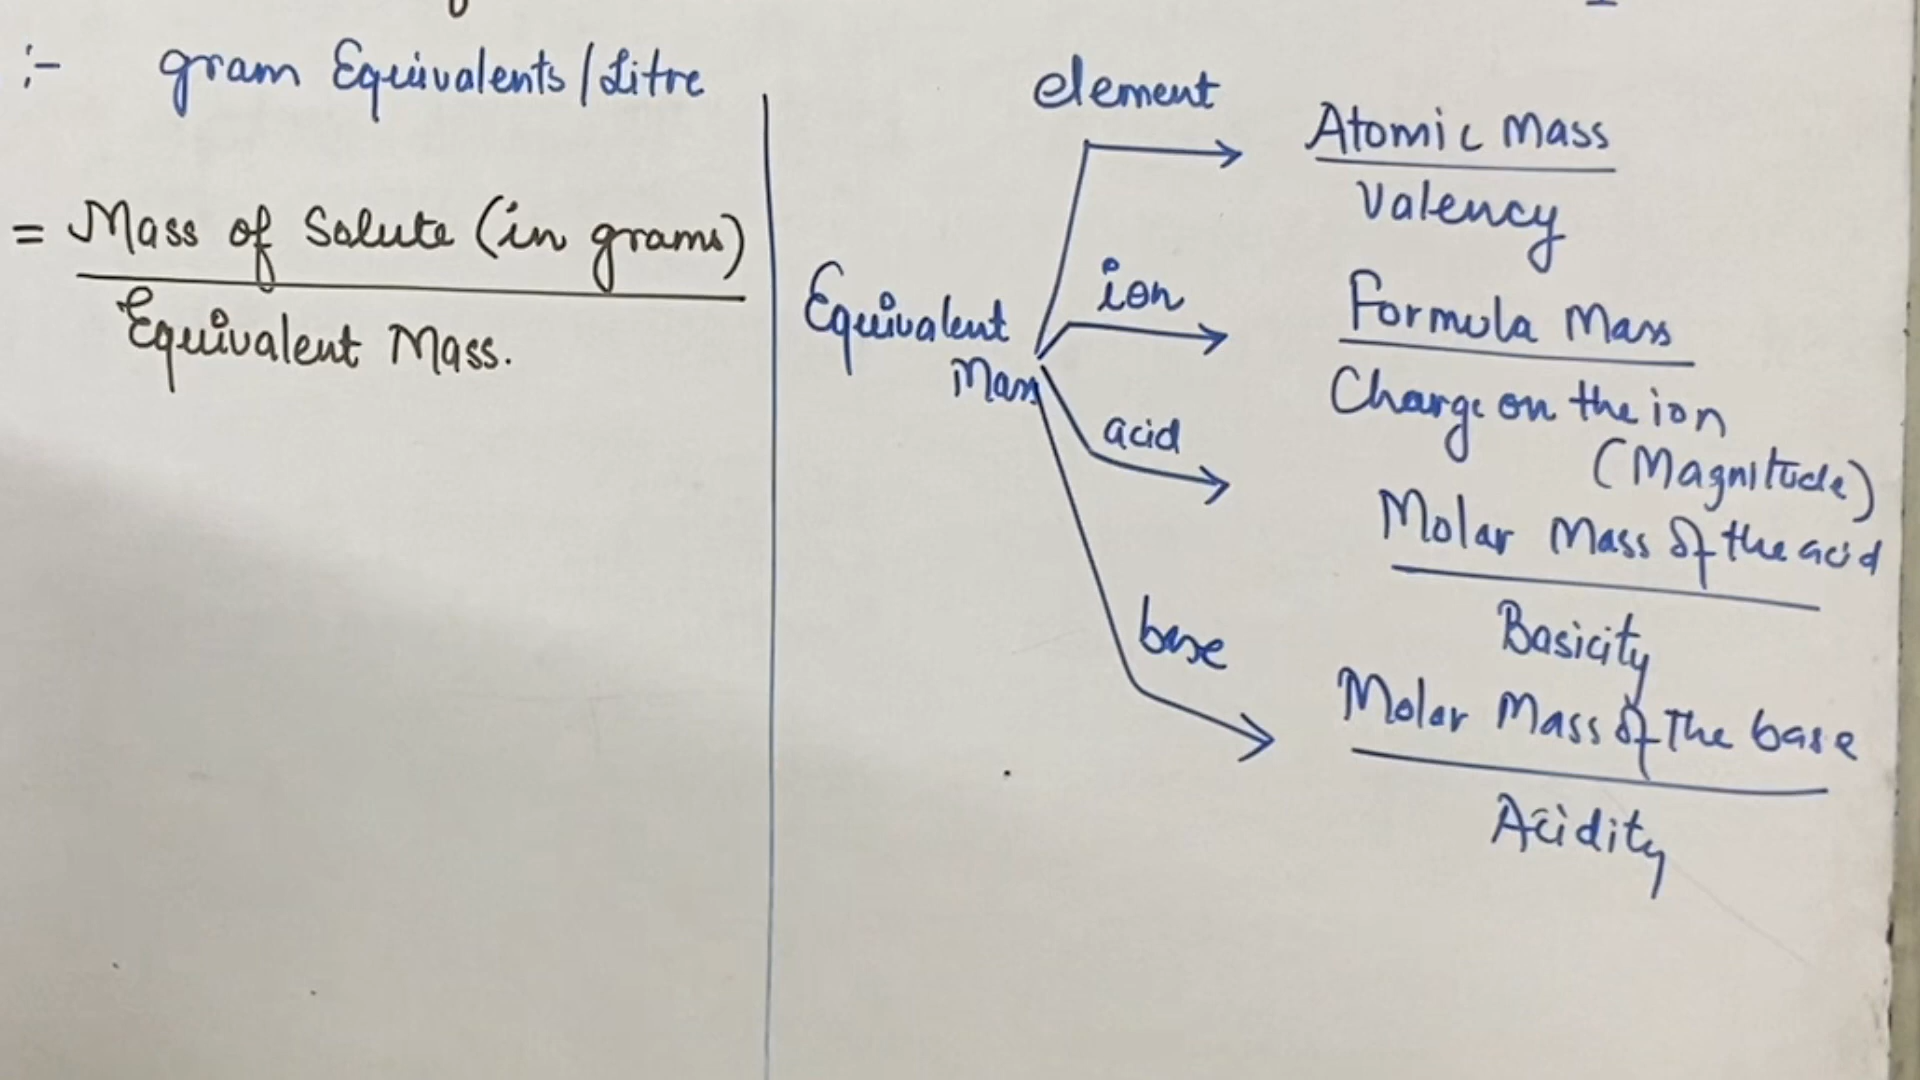 :- gram Equivalents/Litre
= Mass of Solute (in grams)
Equivalent Mass.
Equivalent
Mass
element
Atomic Mass
Valency
ion
Formula Mass
Charge on the ion
(Magnitude)
acid
Molar Mass of the acid
Basicity
base
Molar Mass of the base
Acidity